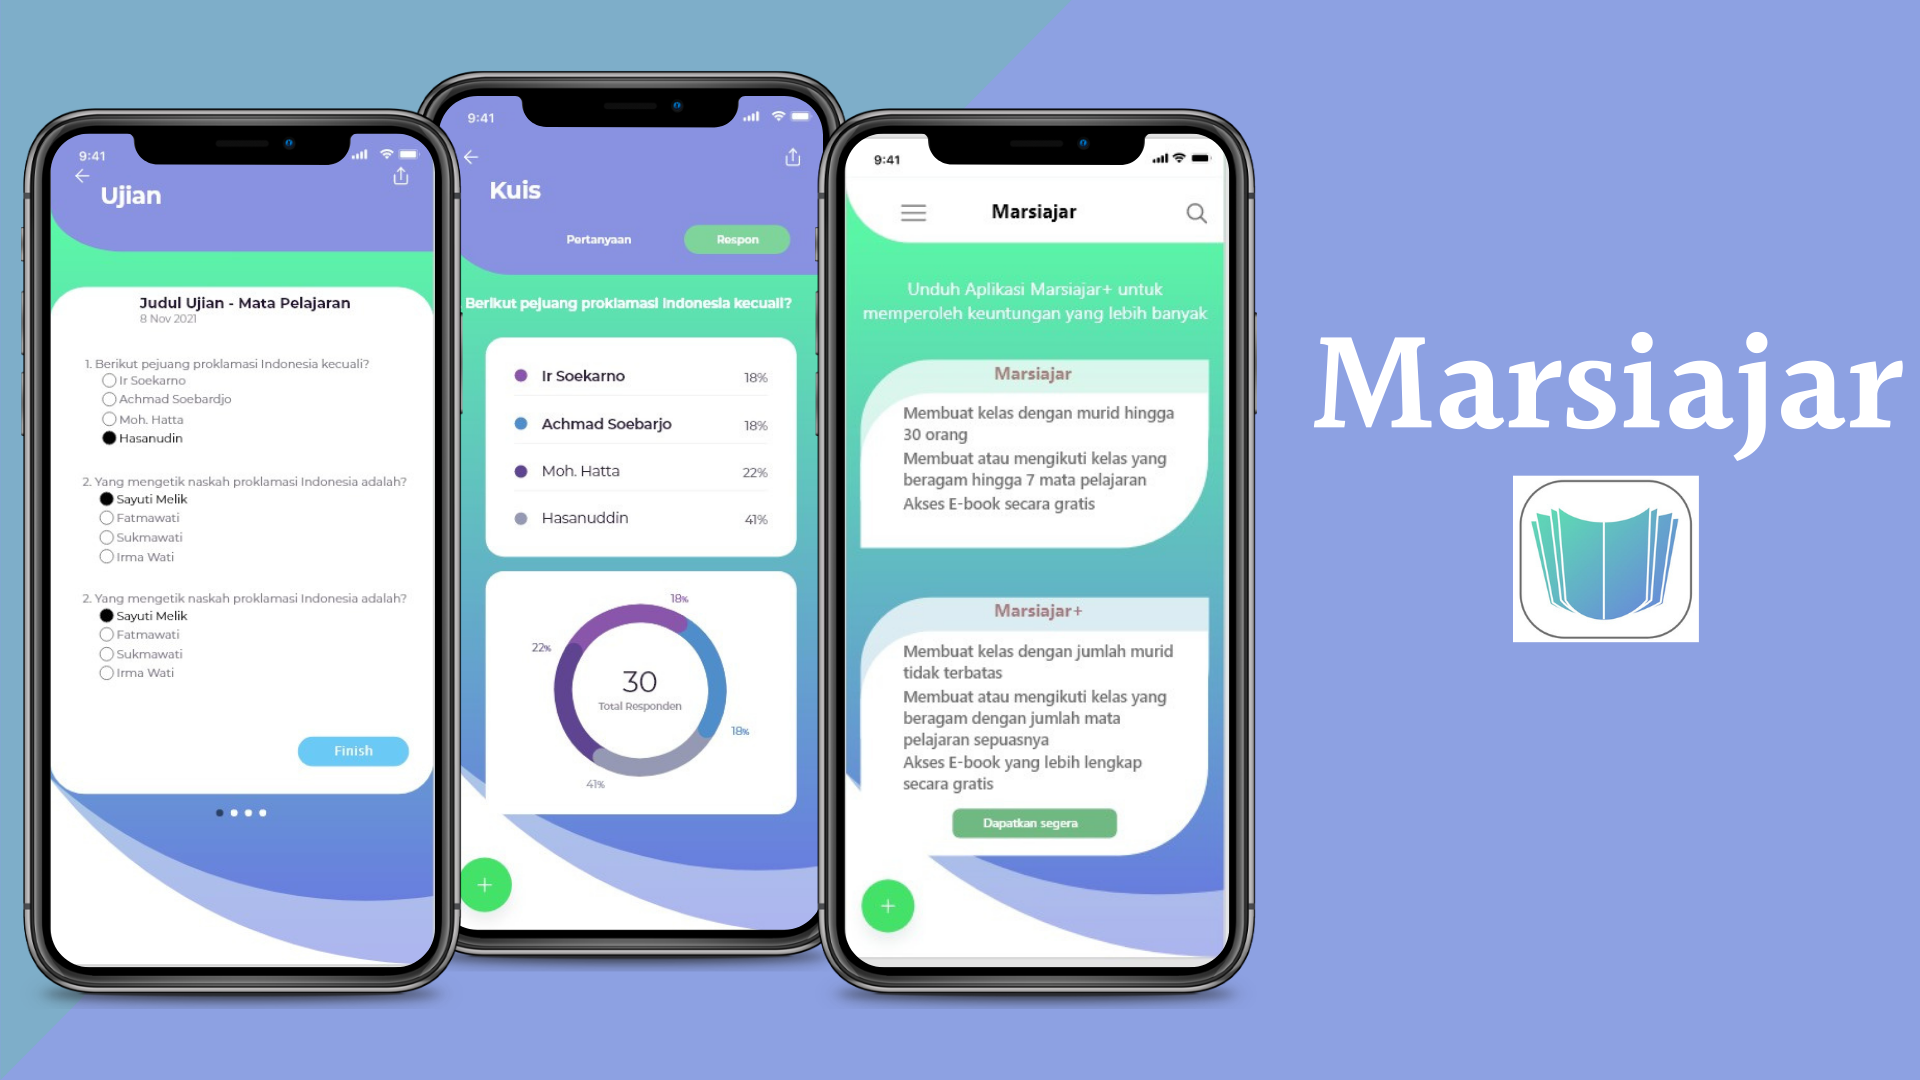 9:41
Ujian
Judul Ujian - Mata Pelajaran
8 Nov 2021
1. Berikut pejuang proklamasi Indonesia kecuali?
Ir Soekarno
Achmad Soebardjo
Moh. Hatta
Hasanudin
2. Yang mengetik naskah proklamasi Indonesia adalah?
Sayuti Melik
Fatmawati
Sukmawati
Irma Wati
2. Yang mengetik naskah proklamasi Indonesia adalah?
Sayuti Melik
Fatmawati
Sukmawati
Irma Wati
Finish
9:41
Kuis
Pertanyaan Respon
Berikut pejuang proklamasi Indonesia kecuali?
Ir Soekarno 18%
Achmad Soebarjo 18%
Moh. Hatta 22%
Hasanuddin 41%
18%
22%
30
Total Responden
18%
41%
+
9:41
Marsiajar
Unduh Aplikasi Marsiajar+ untuk
memperoleh keuntungan yang lebih banyak
Marsiajar
Membuat kelas dengan murid hingga
30 orang
Membuat atau mengikuti kelas yang
beragam hingga 7 mata pelajaran
Akses E-book secara gratis
Marsiajar+
Membuat kelas dengan jumlah murid
tidak terbatas
Membuat atau mengikuti kelas yang
beragam dengan jumlah mata
pelajaran sepuasnya
Akses E-book yang lebih lengkap
secara gratis
Dapatkan segera
+
Marsiajar